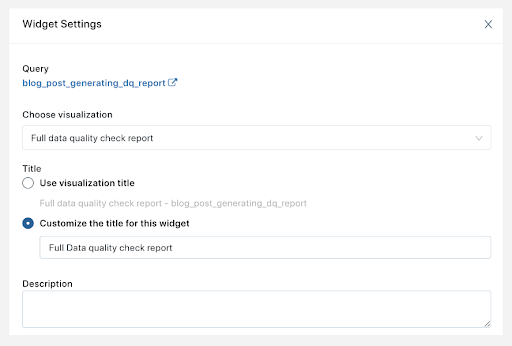 Widget Settings
Query
blog_post_generating_dq_report
Choose visualization
Full data quality check report
Title
Use visualization title
Full data quality check report - blog_post_generating_dq_report
Customize the title for this widget
Full Data quality check report
Description